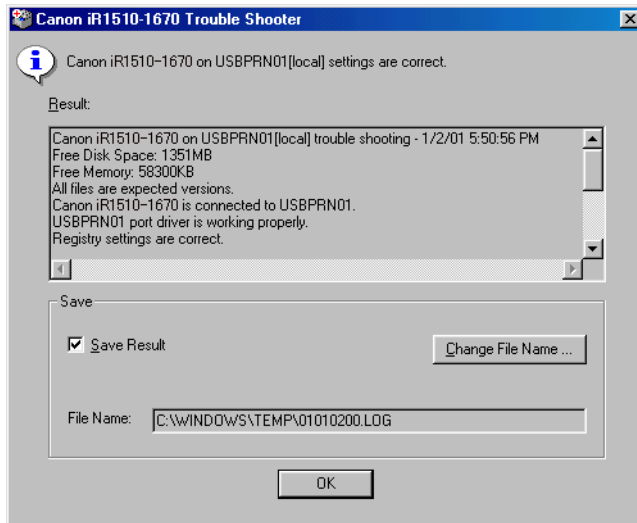 Canon iR1510-1670 Trouble Shooter
Canon iR1510-1670 on USBPRN01[local] settings are correct.
Result:
Canon iR1510-1670 on USBPRN01[local] trouble shooting - 1/2/01 5:50:56 PM
Free Disk Space: 1351MB
Free Memory: 58300KB
All files are expected versions.
Canon iR1510-1670 is connected to USBPRN01.
USBPRN01 port driver is working properly.
Registry settings are correct.
Save
Save Result
Change File Name ...
File Name:
C:\WINDOWS\TEMP\01010200.LOG
OK